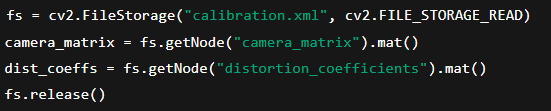 fs = cv2.FileStorage("calibration.xml", cv2.FILE_STORAGE_READ)
camera_matrix = fs.getNode("camera_matrix").mat()
dist_coeffs = fs.getNode("distortion_coefficients").mat()
fs.release()